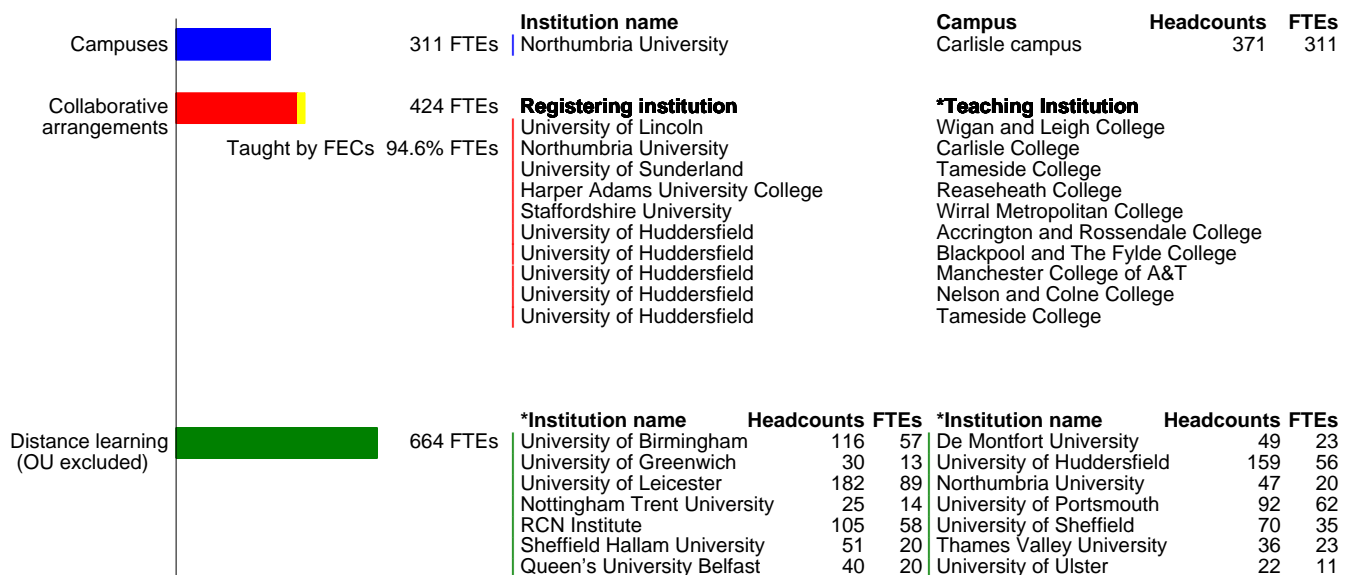 Institution name Campus Headcounts FTEs
Campuses 311 FTEs Northumbria University Carlisle campus 371 311
Collaborative arrangements 424 FTEs Registering institution *Teaching Institution
University of Lincoln Wigan and Leigh College
Taught by FECs 94.6% FTEs Northumbria University Carlisle College
University of Sunderland Tameside College
Harper Adams University College Reaseheath College
Staffordshire University Wirral Metropolitan College
University of Huddersfield Accrington and Rossendale College
University of Huddersfield Blackpool and The Fylde College
University of Huddersfield Manchester College of A&T
University of Huddersfield Nelson and Colne College
University of Huddersfield Tameside College
*Institution name Headcounts FTEs *Institution name Headcounts FTEs
Distance learning (OU excluded) 664 FTEs University of Birmingham 116 57 De Montfort University 49 23
University of Greenwich 30 13 University of Huddersfield 159 56
University of Leicester 182 89 Northumbria University 47 20
Nottingham Trent University 25 14 University of Portsmouth 92 62
RCN Institute 105 58 University of Sheffield 70 35
Sheffield Hallam University 51 20 Thames Valley University 36 23
Queen's University Belfast 40 20 University of Ulster 22 11